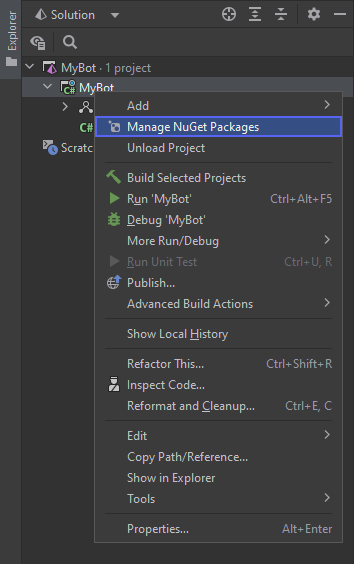 Explorer
Solution
MyBot · 1 project
MyBot
C#
Scratc
Add
Manage NuGet Packages
Unload Project
Build Selected Projects
Run 'MyBot' Ctrl+Alt+F5
Debug 'MyBot'
More Run/Debug
Run Unit Test Ctrl+U, R
Publish...
Advanced Build Actions
Show Local History
Refactor This... Ctrl+Shift+R
Inspect Code...
Reformat and Cleanup... Ctrl+E, C
Edit
Copy Path/Reference...
Show in Explorer
Tools
Properties... Alt+Enter